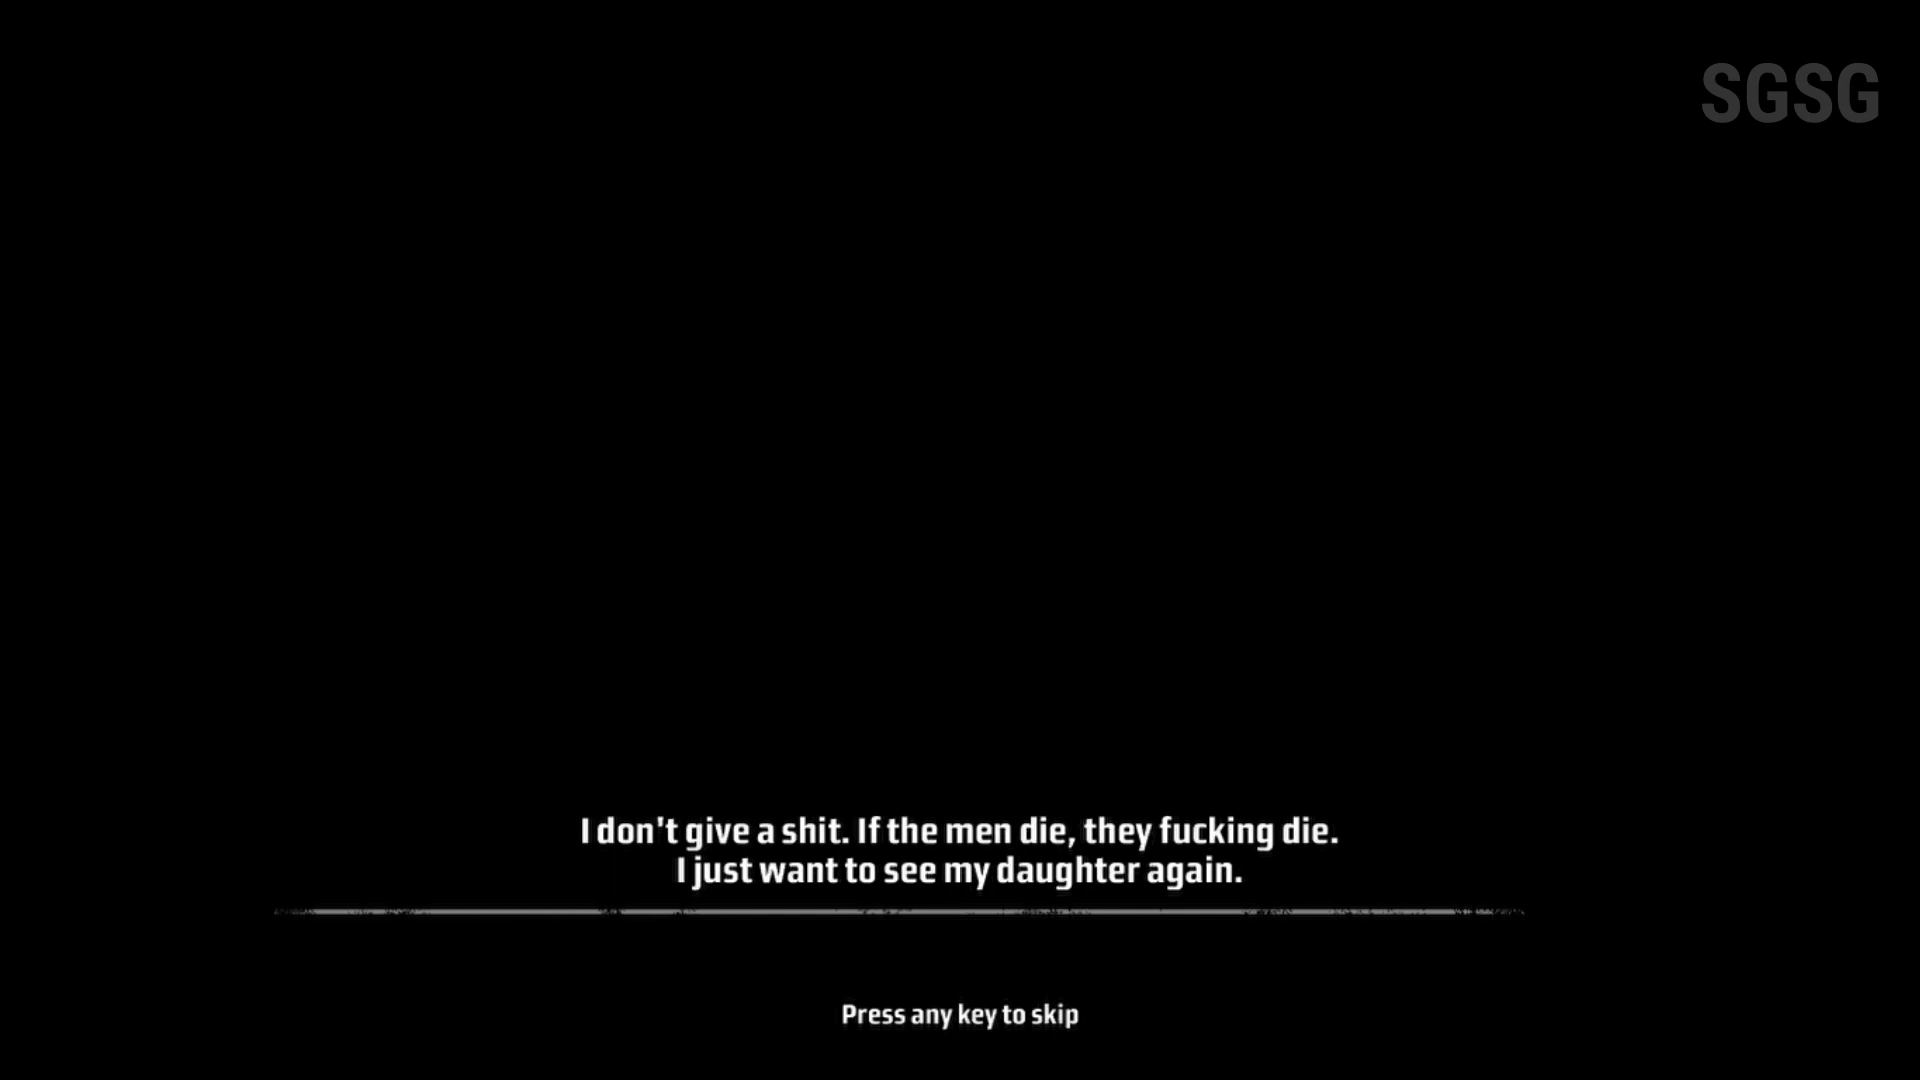 SGSG
I don't give a shit. If the men die, they fucking die.
I just want to see my daughter again.
Press any key to skip